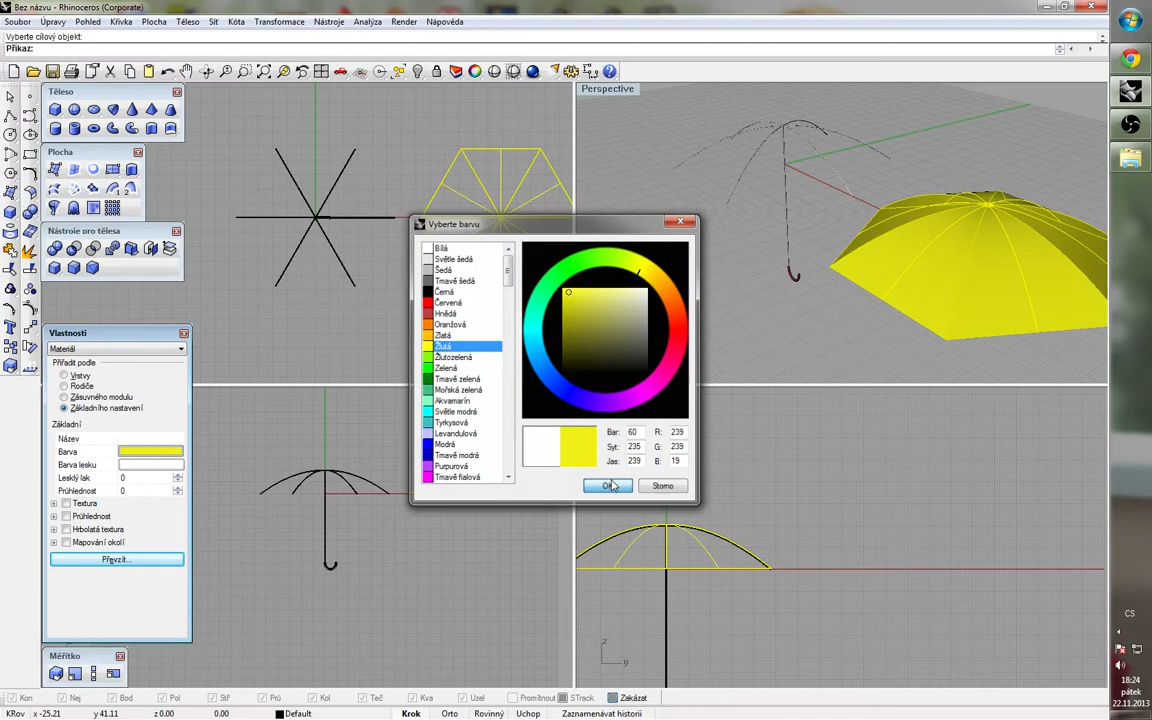 Bez názvu - Rhinoceros (Corporate)
Soubor Úpravy Pohled Křivka Plocha Těleso Síť Kóta Transformace Nástroje Analýza Render Nápověda
Vyberte cílový objekt:
Příkaz:
Těleso
Plocha
Nástroje pro tělesa
Perspective
Vlastnosti
Materiál
Přiřadit podle
Vrstvy
Rodiče
Zásuvného modulu
Základního nastavení
Základní
Název
Barva
Barva lesku
Lesklý lak 0
Průhlednost 0
Textura
Průhlednost
Hrbolatá textura
Mapování okolí
Převzít...
Měřítko
Vyberte barvu
Bílá
Světle šedá
Šedá
Tmavě šedá
Černá
Červená
Hnědá
Oranžová
Zlatá
Žlutá
Žlutozelená
Zelená
Tmavě zelená
Mořská zelená
Akvamarín
Světle modrá
Tyrkysová
Levandulová
Modrá
Tmavě modrá
Purpurová
Tmavě fialová
Bar: 60 R: 239
Syt: 235 G: 239
Jas: 239 B: 19
OK Storno
z
y
Kon Nej Bod Pol Stř Prů Kol Teč Kva Uzel Promítnout STrack Zakázat
KRov x -25.21 y 41.11 z 0.00 0.00 Default Krok Orto Rovinný Uchop Zaznamenávat historii
CS
18:24
pátek
22.11.2013